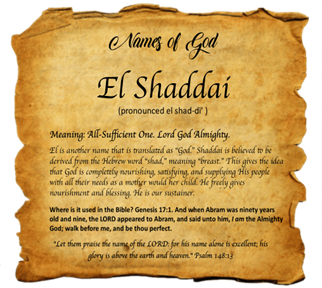 Names of God
El Shaddai
(pronounced el shad-di')
Meaning: All-Sufficient One. Lord God Almighty.
El is another name that is translated as "God." Shaddai is believed to be
derived from the Hebrew word "shad," meaning "breast." This gives the idea
that God is completely nourishing, satisfying, and supplying His people
with all their needs as a mother would her child. He freely gives
nourishment and blessing. He is our sustainer.
Where is it used in the Bible? Genesis 17:1. And when Abram was ninety years
old and nine, the LORD appeared to Abram, and said unto him, I am the Almighty
God; walk before me, and be thou perfect.
"Let them praise the name of the LORD: for his name alone is excellent; his
glory is above the earth and heaven." Psalm 148:13